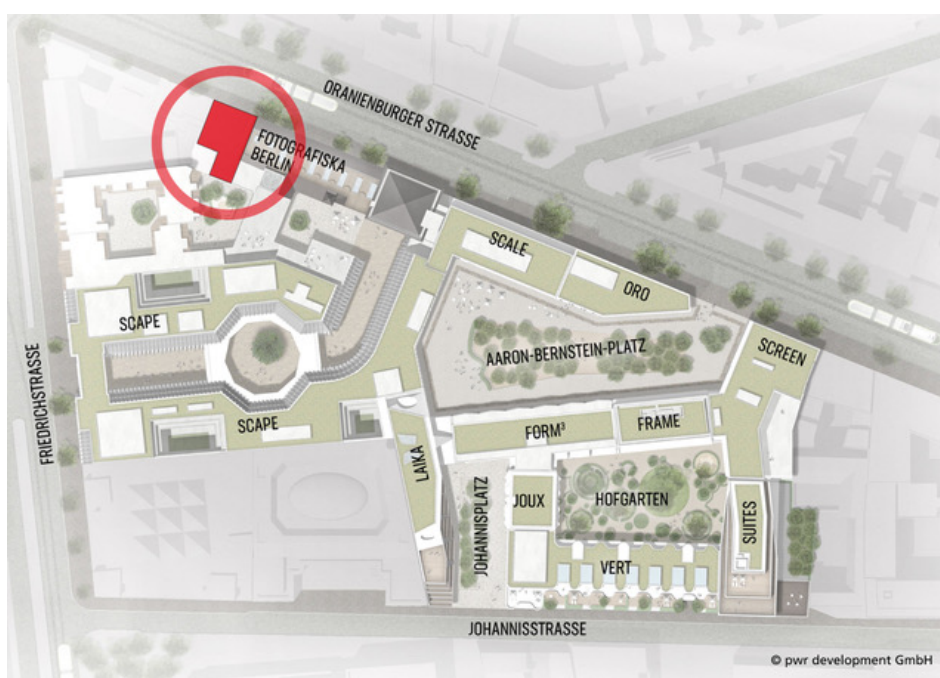 ORANIENBURGER STRASSE
FOTOGRAFISKA
BERLIN
SCALE
ORO
SCAPE
AARON-BERNSTEIN-PLATZ
SCREEN
FRIEDRICHSTRASSE
SCAPE
FORM³
FRAME
LAIKA
JOHANNISPLATZ
JOUX
HOFGARTEN
SUITES
VERT
JOHANNISSTRASSE
© pwr development GmbH